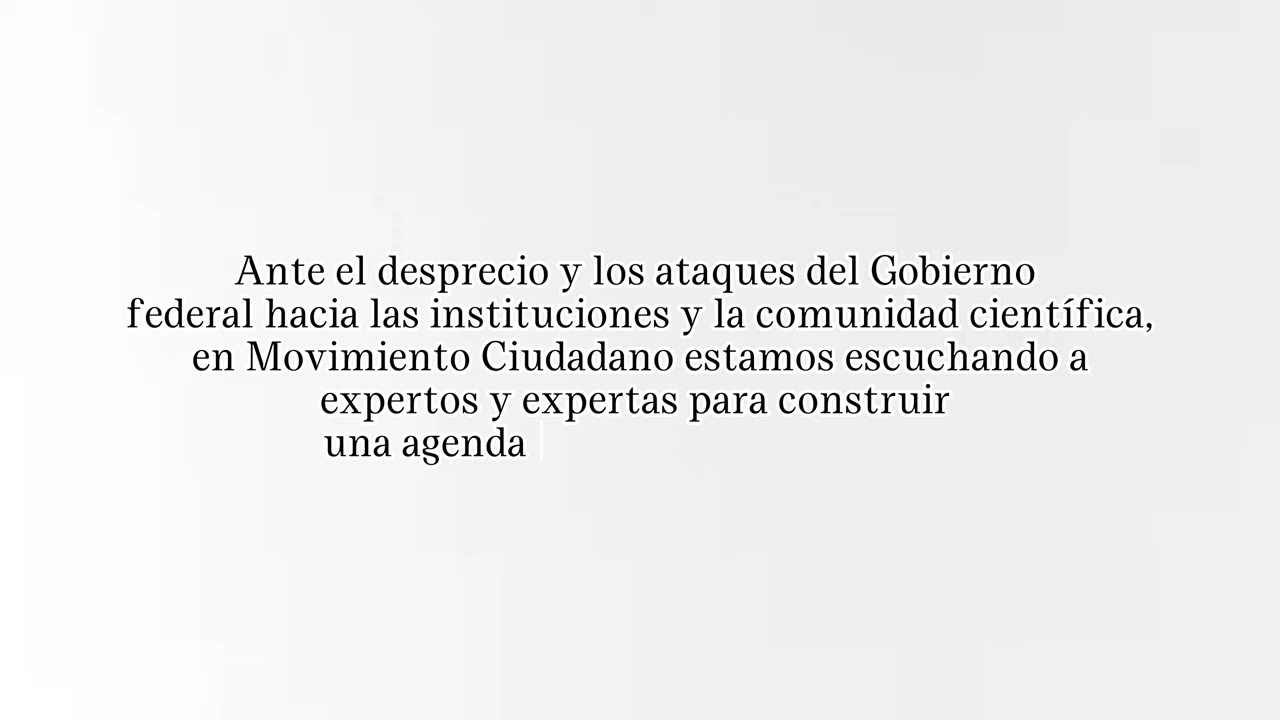 Ante el desprecio y los ataques del Gobierno
federal hacia las instituciones y la comunidad científica,
en Movimiento Ciudadano estamos escuchando a
expertos y expertas para construir
una agenda